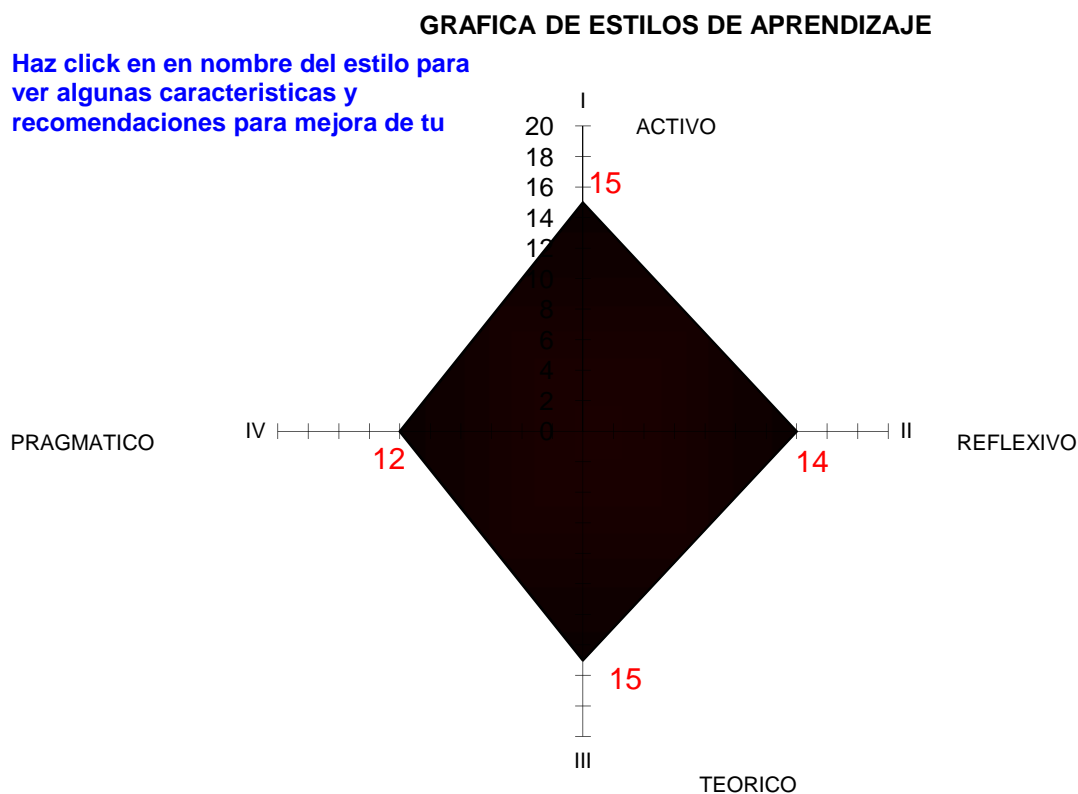 GRAFICA DE ESTILOS DE APRENDIZAJE
Haz click en en nombre del estilo para
ver algunas caracteristicas y
recomendaciones para mejora de tu
I
ACTIVO
20
18
16
15
14
12
10
8
6
4
2
0
PRAGMATICO
IV
12
14
II
REFLEXIVO
15
III
TEORICO